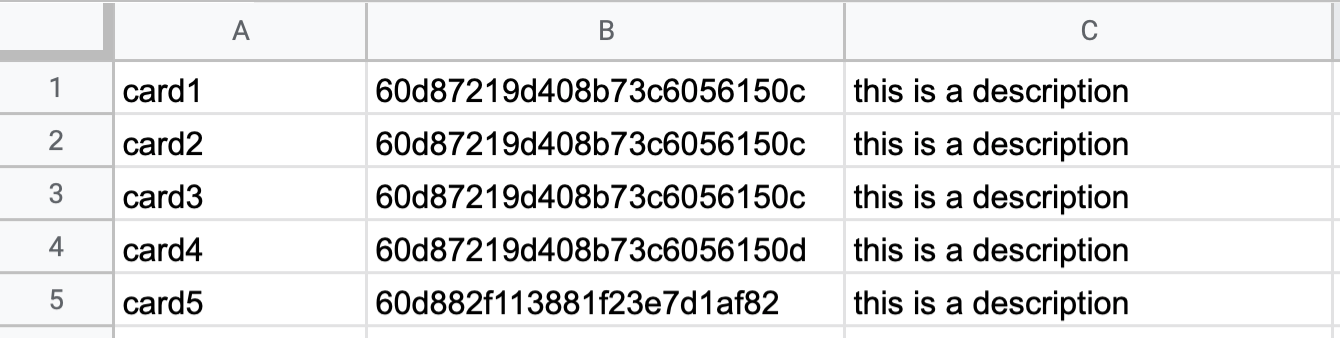 A B C
1 card1 60d87219d408b73c6056150c this is a description
2 card2 60d87219d408b73c6056150c this is a description
3 card3 60d87219d408b73c6056150c this is a description
4 card4 60d87219d408b73c6056150d this is a description
5 card5 60d882f113881f23e7d1af82 this is a description